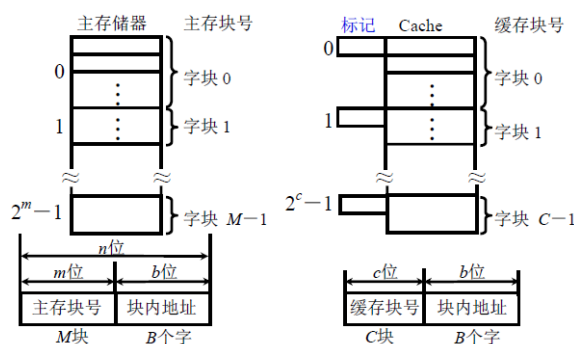 主存储器 主存块号 标记 Cache 缓存块号
0 字块 0 0 字块 0
1 字块 1 1 字块 1
2^m−1 字块 M−1 2^c−1 字块 C−1
n位
m位 b位 c位 b位
主存块号 块内地址 缓存块号 块内地址
M块 B个字 C块 B个字